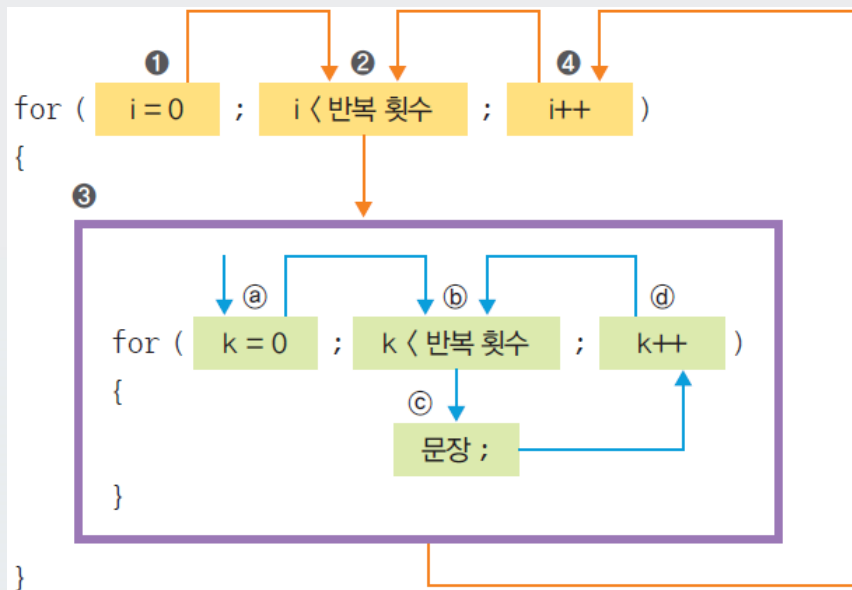 ❶ ❷ ❹
for ( i = 0 ; i < 반복 횟수 ; i++ )
{
❸
ⓐ ⓑ ⓓ
for ( k = 0 ; k < 반복 횟수 ; k++ )
{
ⓒ
문장 ;
}
}